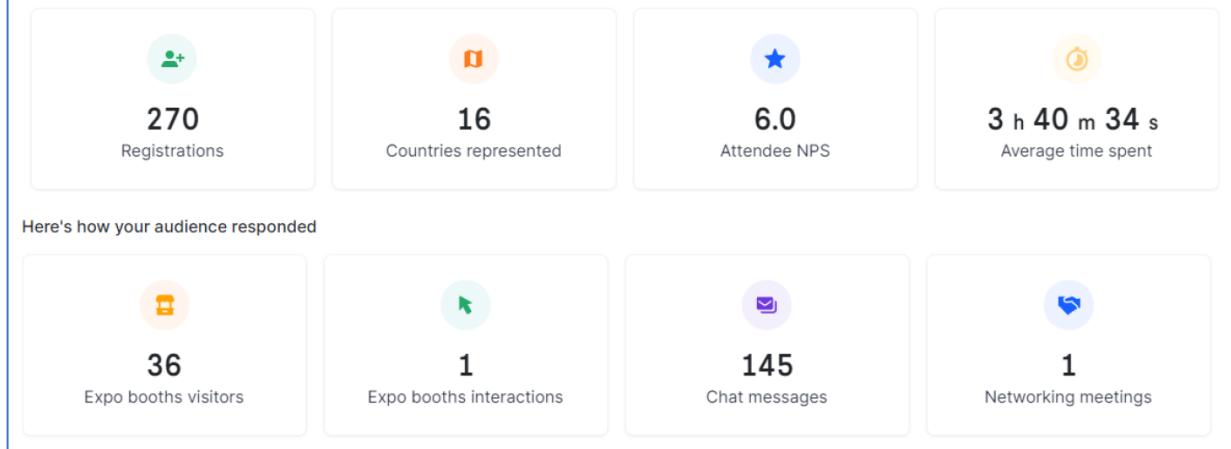 270 16 6.0 3 h 40 m 34 s
Registrations Countries represented Attendee NPS Average time spent
Here's how your audience responded
36 1 145 1
Expo booths visitors Expo booths interactions Chat messages Networking meetings